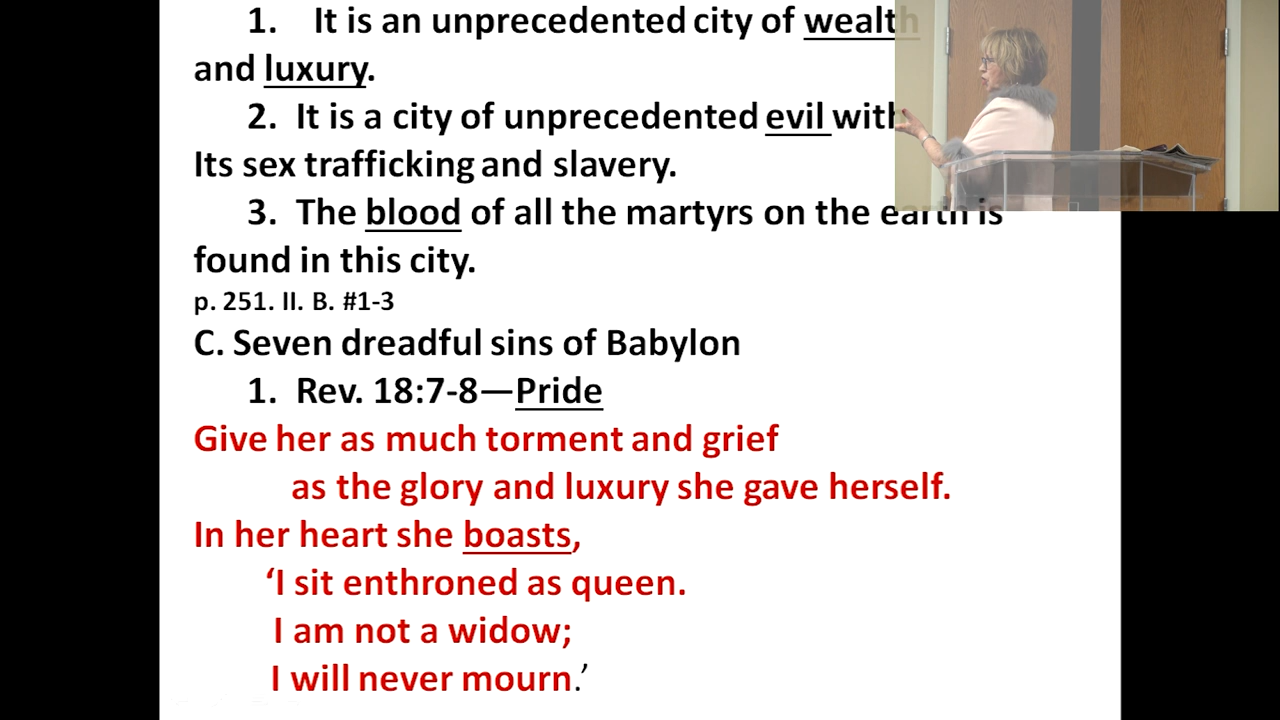 1. It is an unprecedented city of wealth
and luxury.
2. It is a city of unprecedented evil with
Its sex trafficking and slavery.
3. The blood of all the martyrs on the earth is
found in this city.
p. 251. II. B. #1-3
C. Seven dreadful sins of Babylon
1. Rev. 18:7-8—Pride
Give her as much torment and grief
as the glory and luxury she gave herself.
In her heart she boasts,
‘I sit enthroned as queen.
I am not a widow;
I will never mourn.’